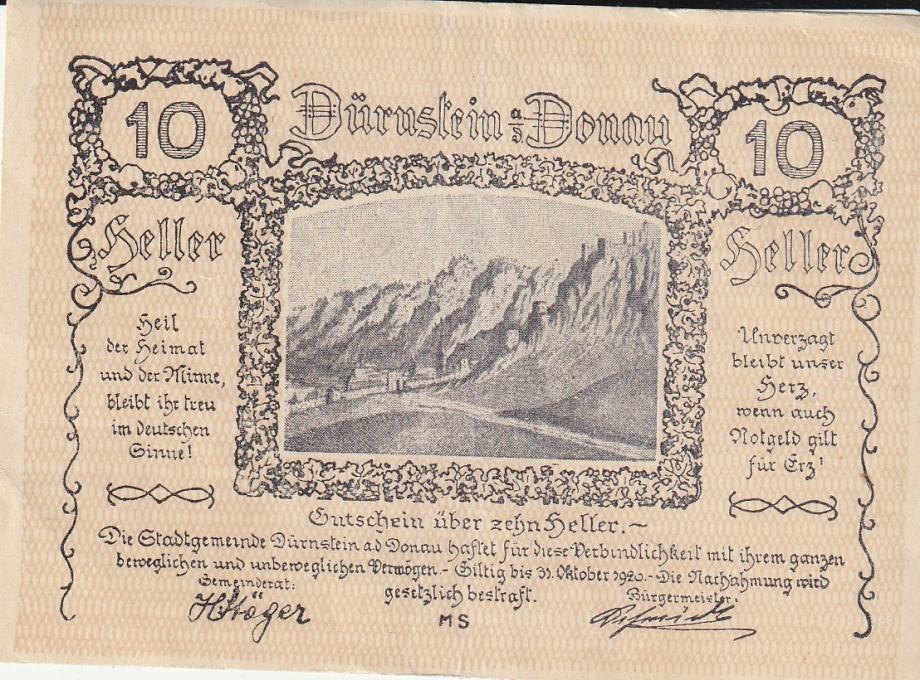 10
Dürnstein a/d. Donau
10
Heller
Heller
Heil
der Heimat
und der Minne,
bleibt ihr treu
im deutschen
Sinne!
Unverzagt
bleibt unser
Herz,
wenn auch
Notgeld gilt
für Erz!
Gutschein über zehn Heller.~
Die Stadtgemeinde Dürnstein ad Donau haftet für diese Verbindlichkeit mit ihrem ganzen
beweglichen und unbeweglichen Vermögen.- Giltig bis 31. Oktober 1920.- Die Nachahmung wird
gesetzlich bestraft.
Gemeinderat:
Bürgermeister:
HStöger
MS